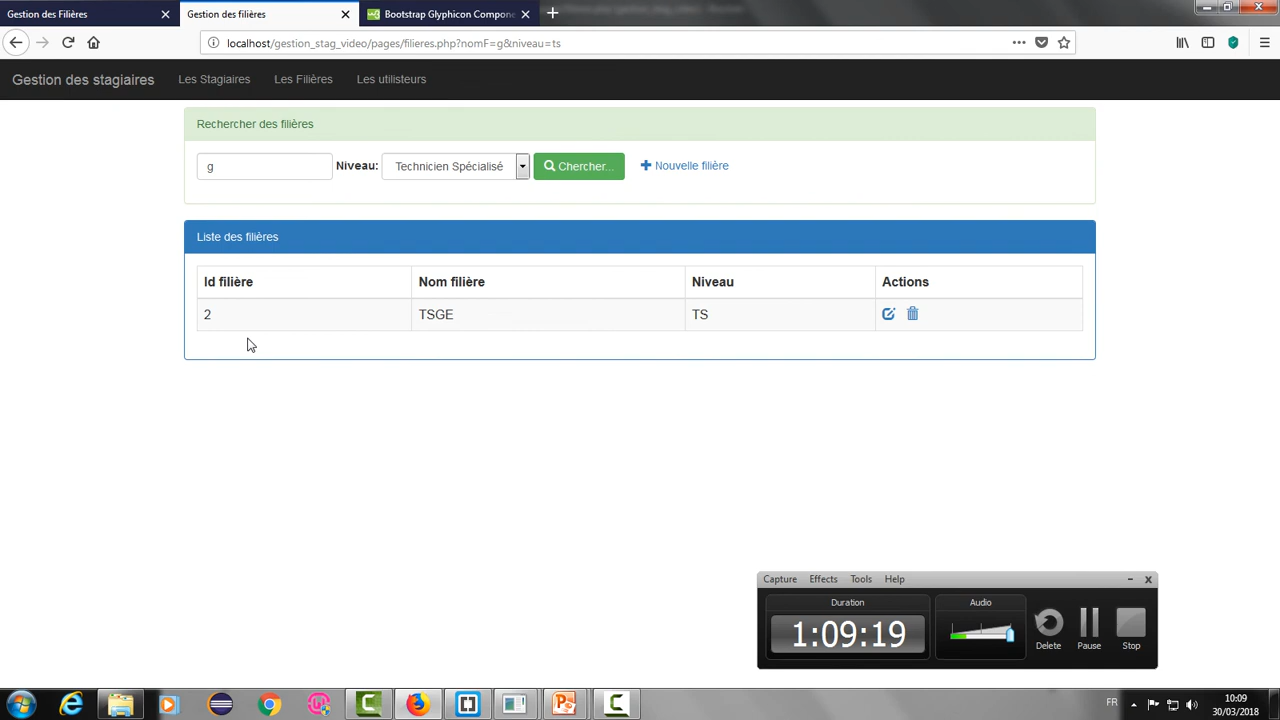 Gestion des Filières
Gestion des filières
Bootstrap Glyphicon Compone
localhost/gestion_stag_video/pages/filieres.php?nomF=g&niveau=ts
Gestion des stagiaires Les Stagiaires Les Filières Les utilisteurs
Rechercher des filières
g Niveau: Technicien Spécialisé Chercher... Nouvelle filière
Liste des filières
Id filière Nom filière Niveau Actions
2 TSGE TS
Capture Effects Tools Help
Duration Audio
1:09:19
Delete Pause Stop
FR 10:09
30/03/2018